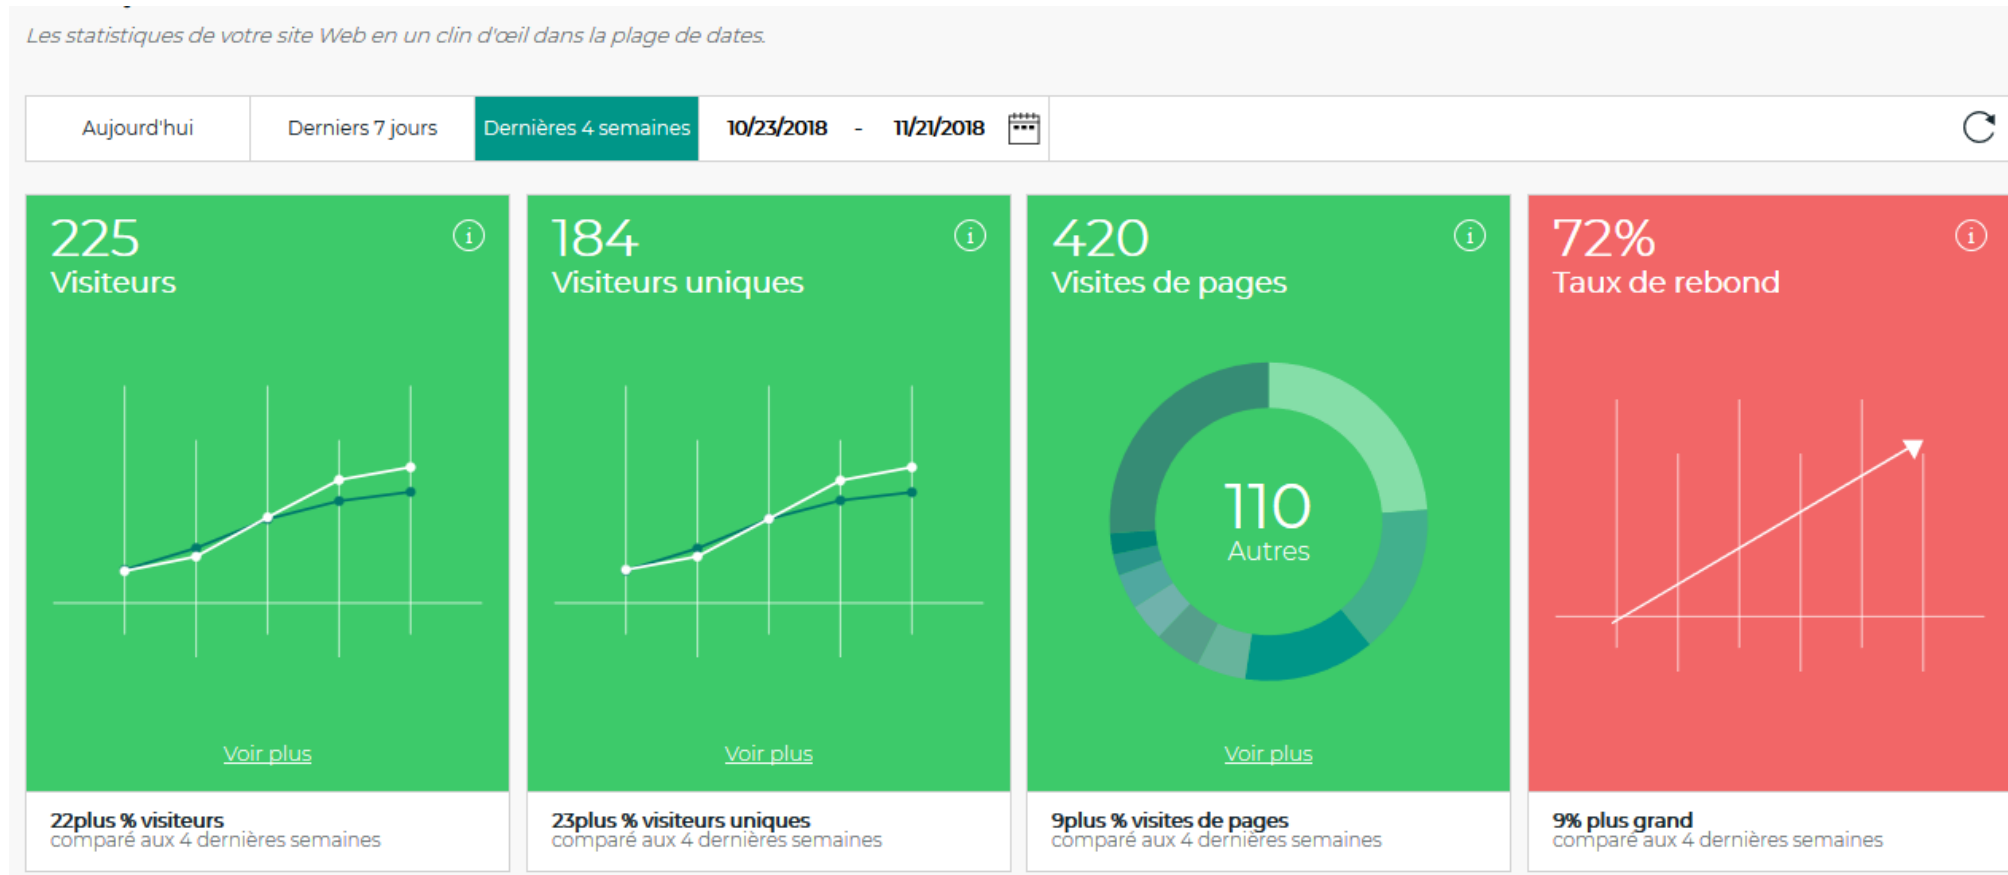 Les statistiques de votre site Web en un clin d'œil dans la plage de dates.
Aujourd'hui
Derniers 7 jours
Dernières 4 semaines
10/23/2018 - 11/21/2018
225
Visiteurs
Voir plus
22plus % visiteurs
comparé aux 4 dernières semaines
184
Visiteurs uniques
Voir plus
23plus % visiteurs uniques
comparé aux 4 dernières semaines
420
Visites de pages
110
Autres
Voir plus
9plus % visites de pages
comparé aux 4 dernières semaines
72%
Taux de rebond
9% plus grand
comparé aux 4 dernières semaines